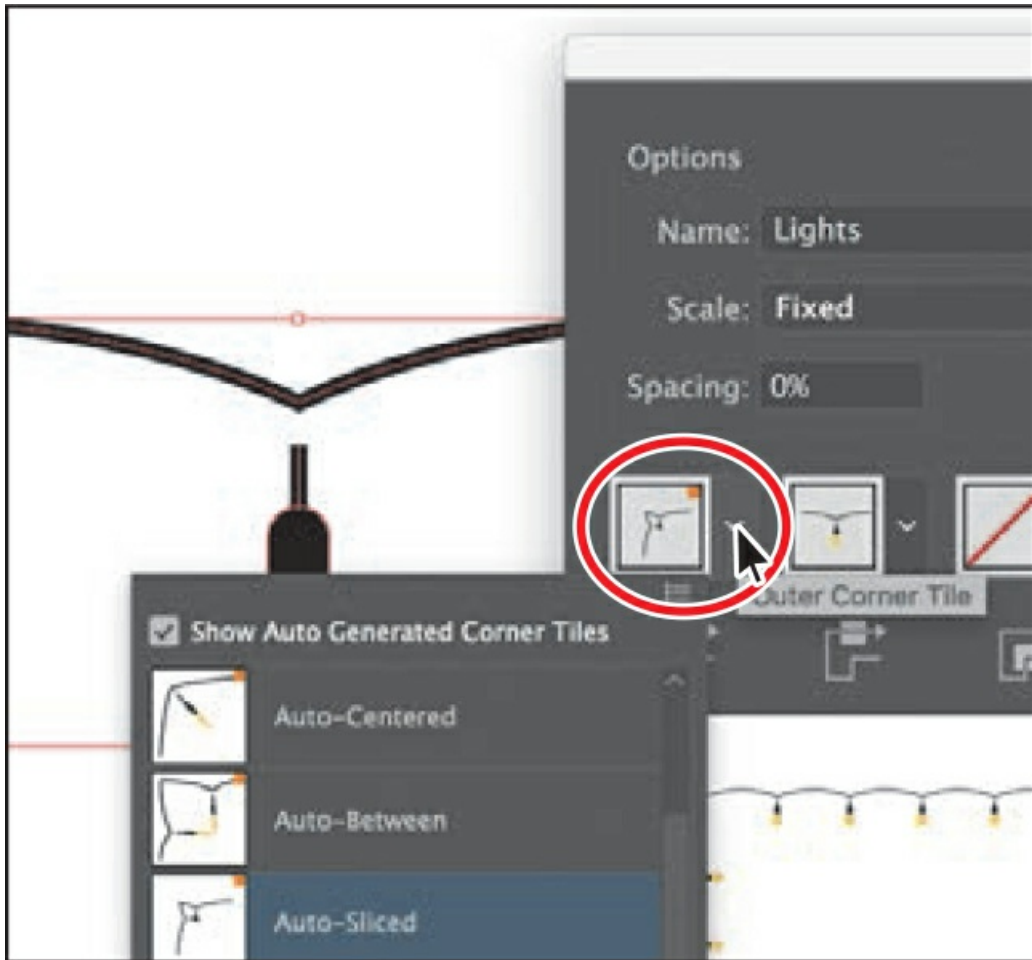 Options
Name: Lights
Scale: Fixed
Spacing: 0%
Outer Corner Tile
Show Auto Generated Corner Tiles
Auto-Centered
Auto-Between
Auto-Sliced